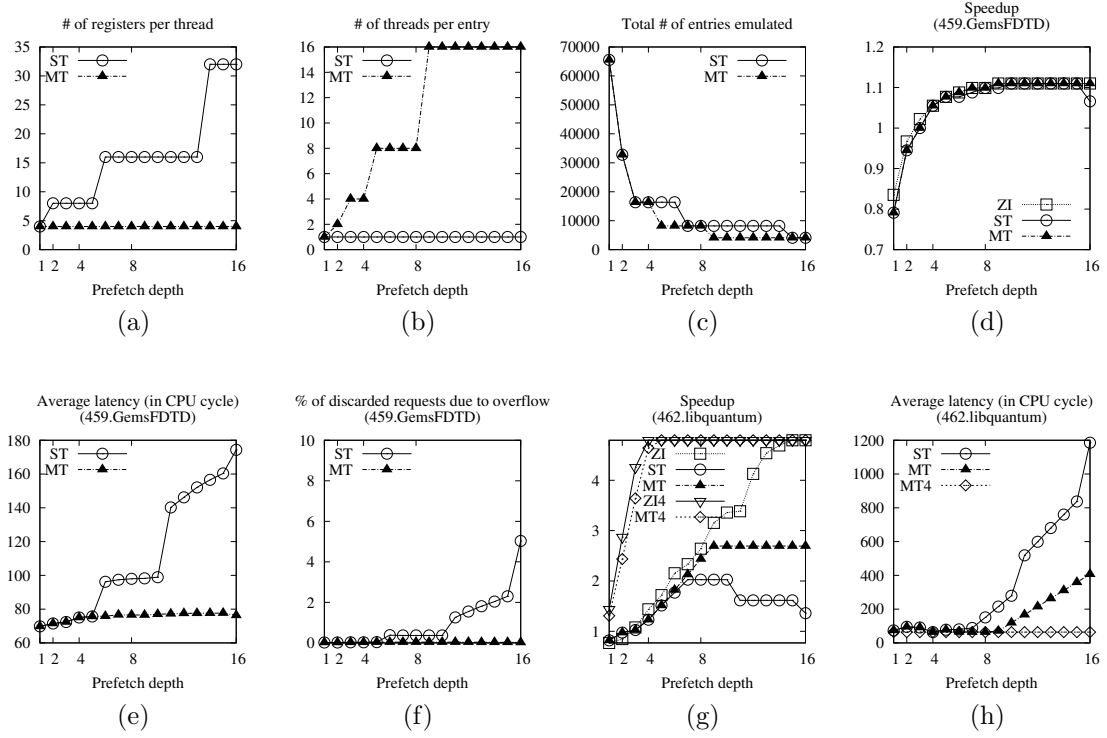 # of registers per thread
35
30
25
20
15
10
5
0
ST
MT
1 2 4 8 16
Prefetch depth
(a)
# of threads per entry
16
14
12
10
8
6
4
2
0
ST
MT
1 2 4 8 16
Prefetch depth
(b)
Total # of entries emulated
70000
60000
50000
40000
30000
20000
10000
0
ST
MT
1 2 4 8 16
Prefetch depth
(c)
Speedup
(459.GemsFDTD)
1.2
1.1
1
0.9
0.8
0.7
ZI
ST
MT
1 2 4 8 16
Prefetch depth
(d)
Average latency (in CPU cycle)
(459.GemsFDTD)
180
160
140
120
100
80
60
ST
MT
1 2 4 8 16
Prefetch depth
(e)
% of discarded requests due to overflow
(459.GemsFDTD)
10
8
6
4
2
0
ST
MT
1 2 4 8 16
Prefetch depth
(f)
Speedup
(462.libquantum)
4
3
2
1
ZI
ST
MT
ZI4
MT4
1 2 4 8 16
Prefetch depth
(g)
Average latency (in CPU cycle)
(462.libquantum)
1200
1000
800
600
400
200
0
ST
MT
MT4
1 2 4 8 16
Prefetch depth
(h)